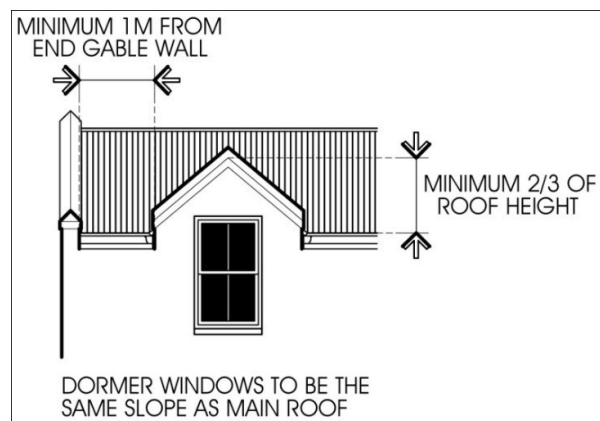 MINIMUM 1M FROM
END GABLE WALL
MINIMUM 2/3 OF
ROOF HEIGHT
DORMER WINDOWS TO BE THE
SAME SLOPE AS MAIN ROOF